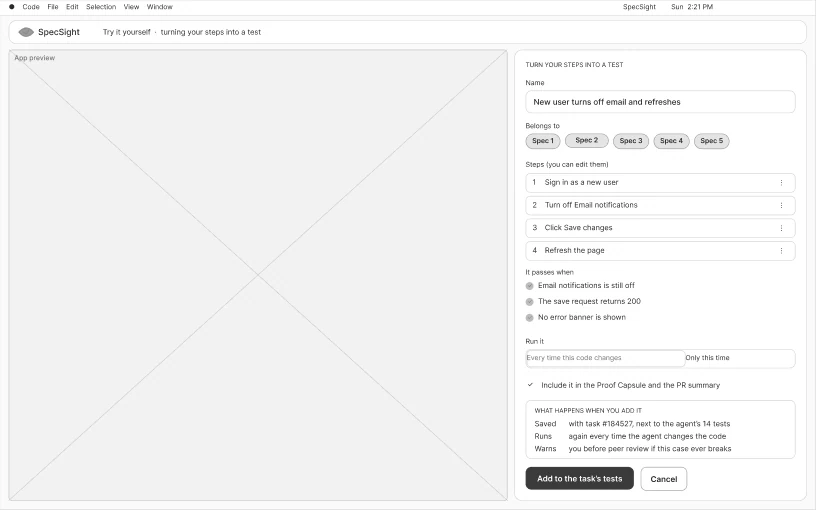 Code File Edit Selection View Window SpecSight Sun 2:21 PM
SpecSight Try it yourself · turning your steps into a test
App preview
TURN YOUR STEPS INTO A TEST
Name
New user turns off email and refreshes
Belongs to
Spec 1 Spec 2 Spec 3 Spec 4 Spec 5
Steps (you can edit them)
1 Sign in as a new user
2 Turn off Email notifications
3 Click Save changes
4 Refresh the page
It passes when
Email notifications is still off
The save request returns 200
No error banner is shown
Run it
Every time this code changes Only this time
Include it in the Proof Capsule and the PR summary
WHAT HAPPENS WHEN YOU ADD IT
Saved with task #184527, next to the agent's 14 tests
Runs again every time the agent changes the code
Warns you before peer review if this case ever breaks
Add to the task's tests Cancel